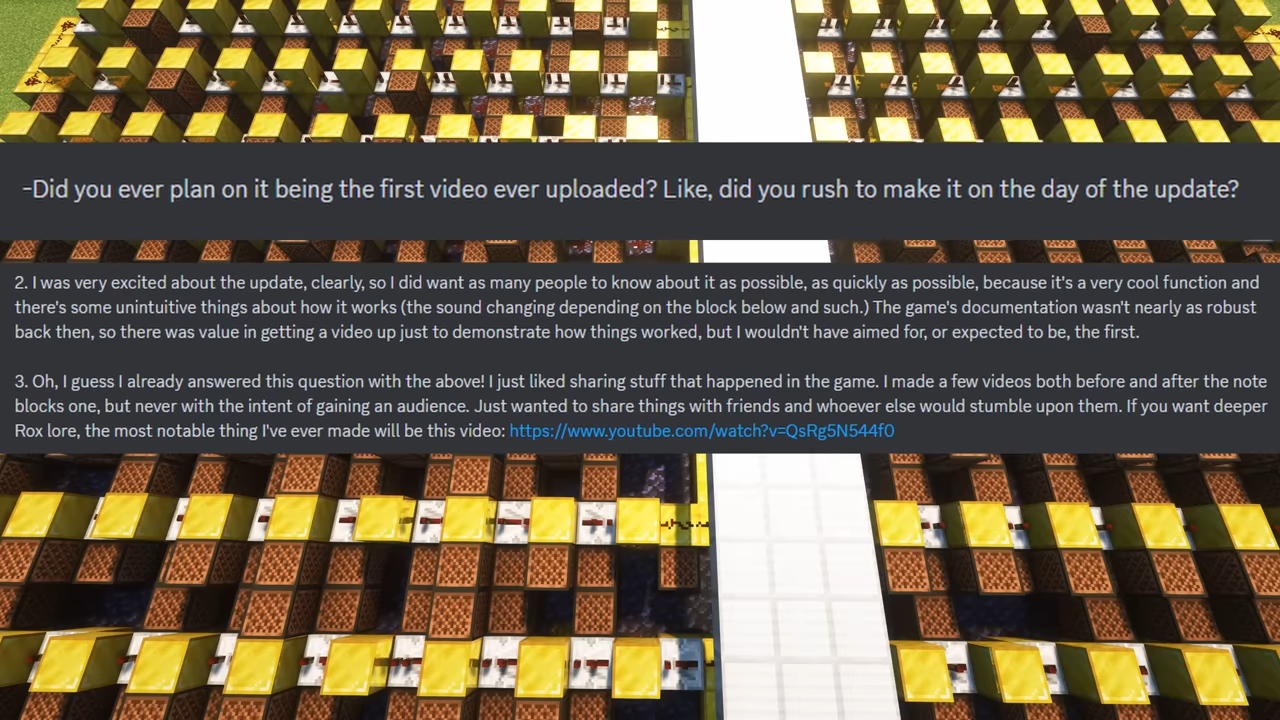 -Did you ever plan on it being the first video ever uploaded? Like, did you rush to make it on the day of the update?
2. I was very excited about the update, clearly, so I did want as many people to know about it as possible, as quickly as possible, because it's a very cool function and
there's some unintuitive things about how it works (the sound changing depending on the block below and such.) The game's documentation wasn't nearly as robust
back then, so there was value in getting a video up just to demonstrate how things worked, but I wouldn't have aimed for, or expected to be, the first.
3. Oh, I guess I already answered this question with the above! I just liked sharing stuff that happened in the game. I made a few videos both before and after the note
blocks one, but never with the intent of gaining an audience. Just wanted to share things with friends and whoever else would stumble upon them. If you want deeper
Rox lore, the most notable thing I've ever made will be this video: https://www.youtube.com/watch?v=QsRg5N544f0